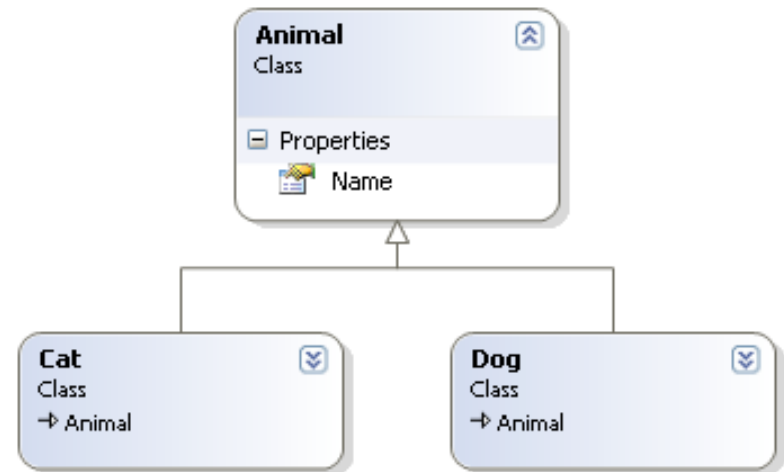 Animal
Class
Properties
Name
Cat
Class
Animal
Dog
Class
Animal